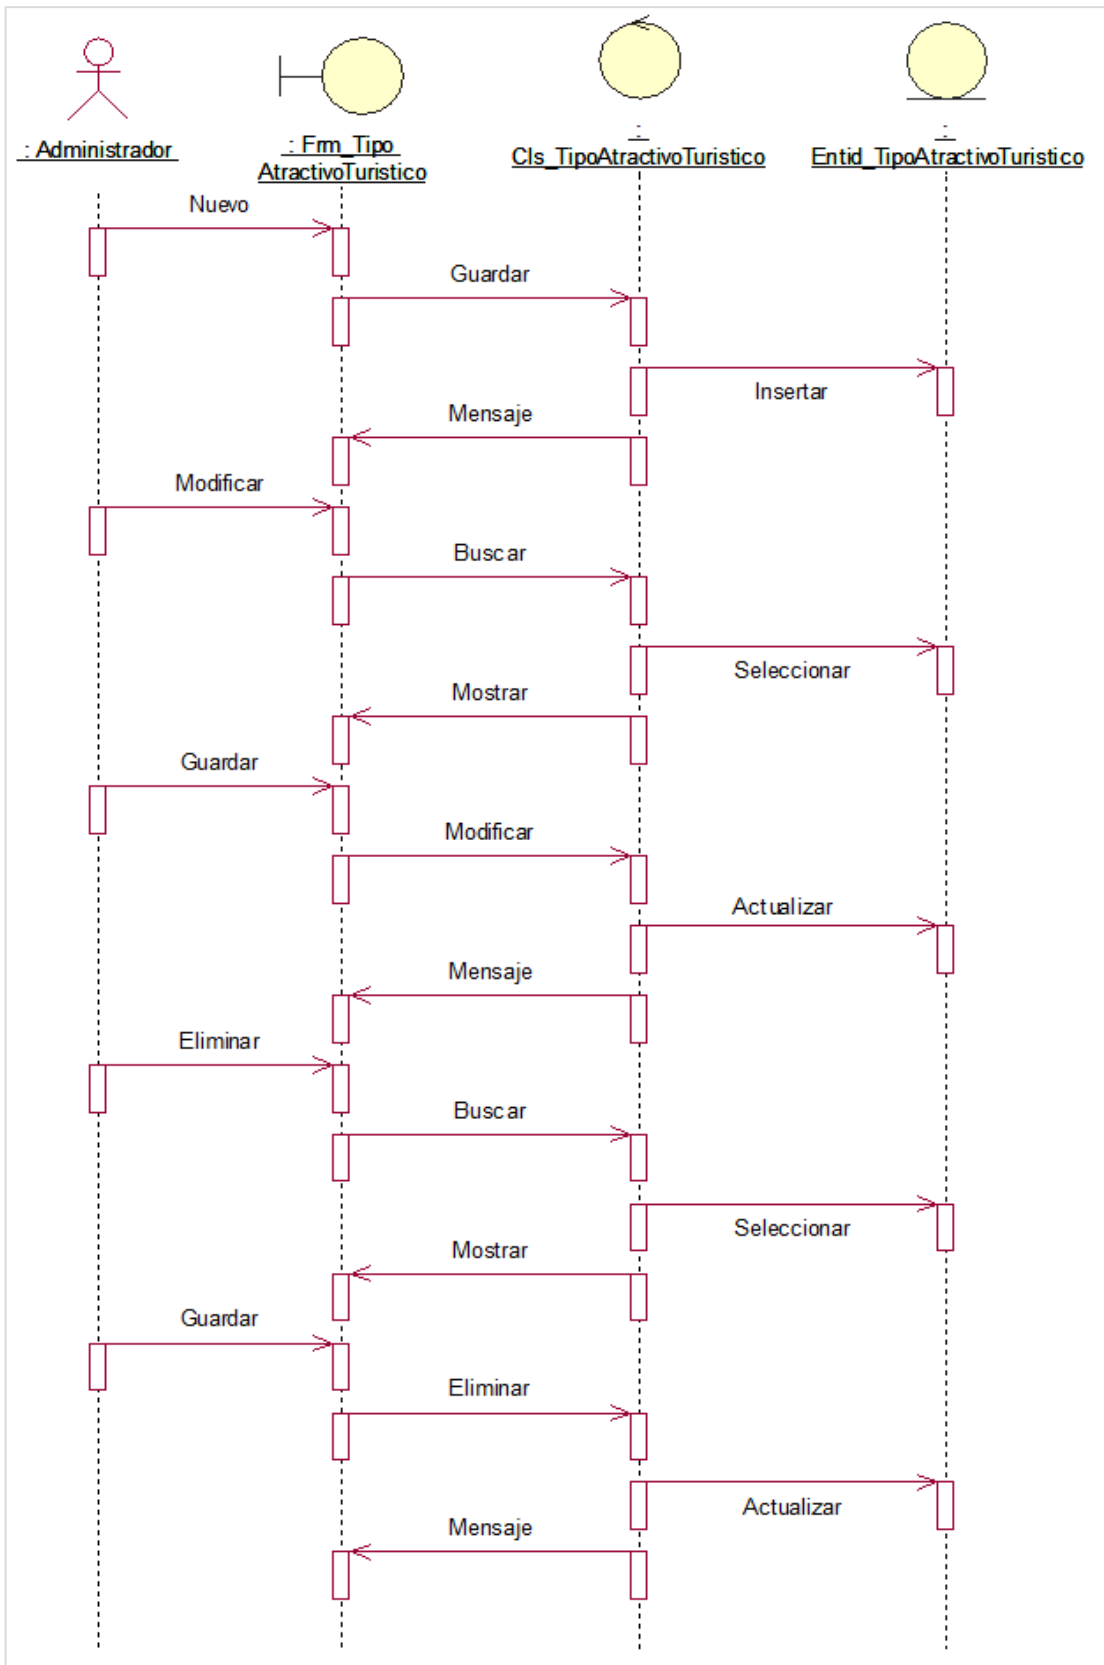 : Administrador
: Frm_Tipo
AtractivoTuristico
:
Cls_TipoAtractivoTuristico
:
Entid_TipoAtractivoTuristico
Nuevo
Guardar
Insertar
Mensaje
Modificar
Buscar
Seleccionar
Mostrar
Guardar
Modificar
Actualizar
Mensaje
Eliminar
Buscar
Seleccionar
Mostrar
Guardar
Eliminar
Actualizar
Mensaje